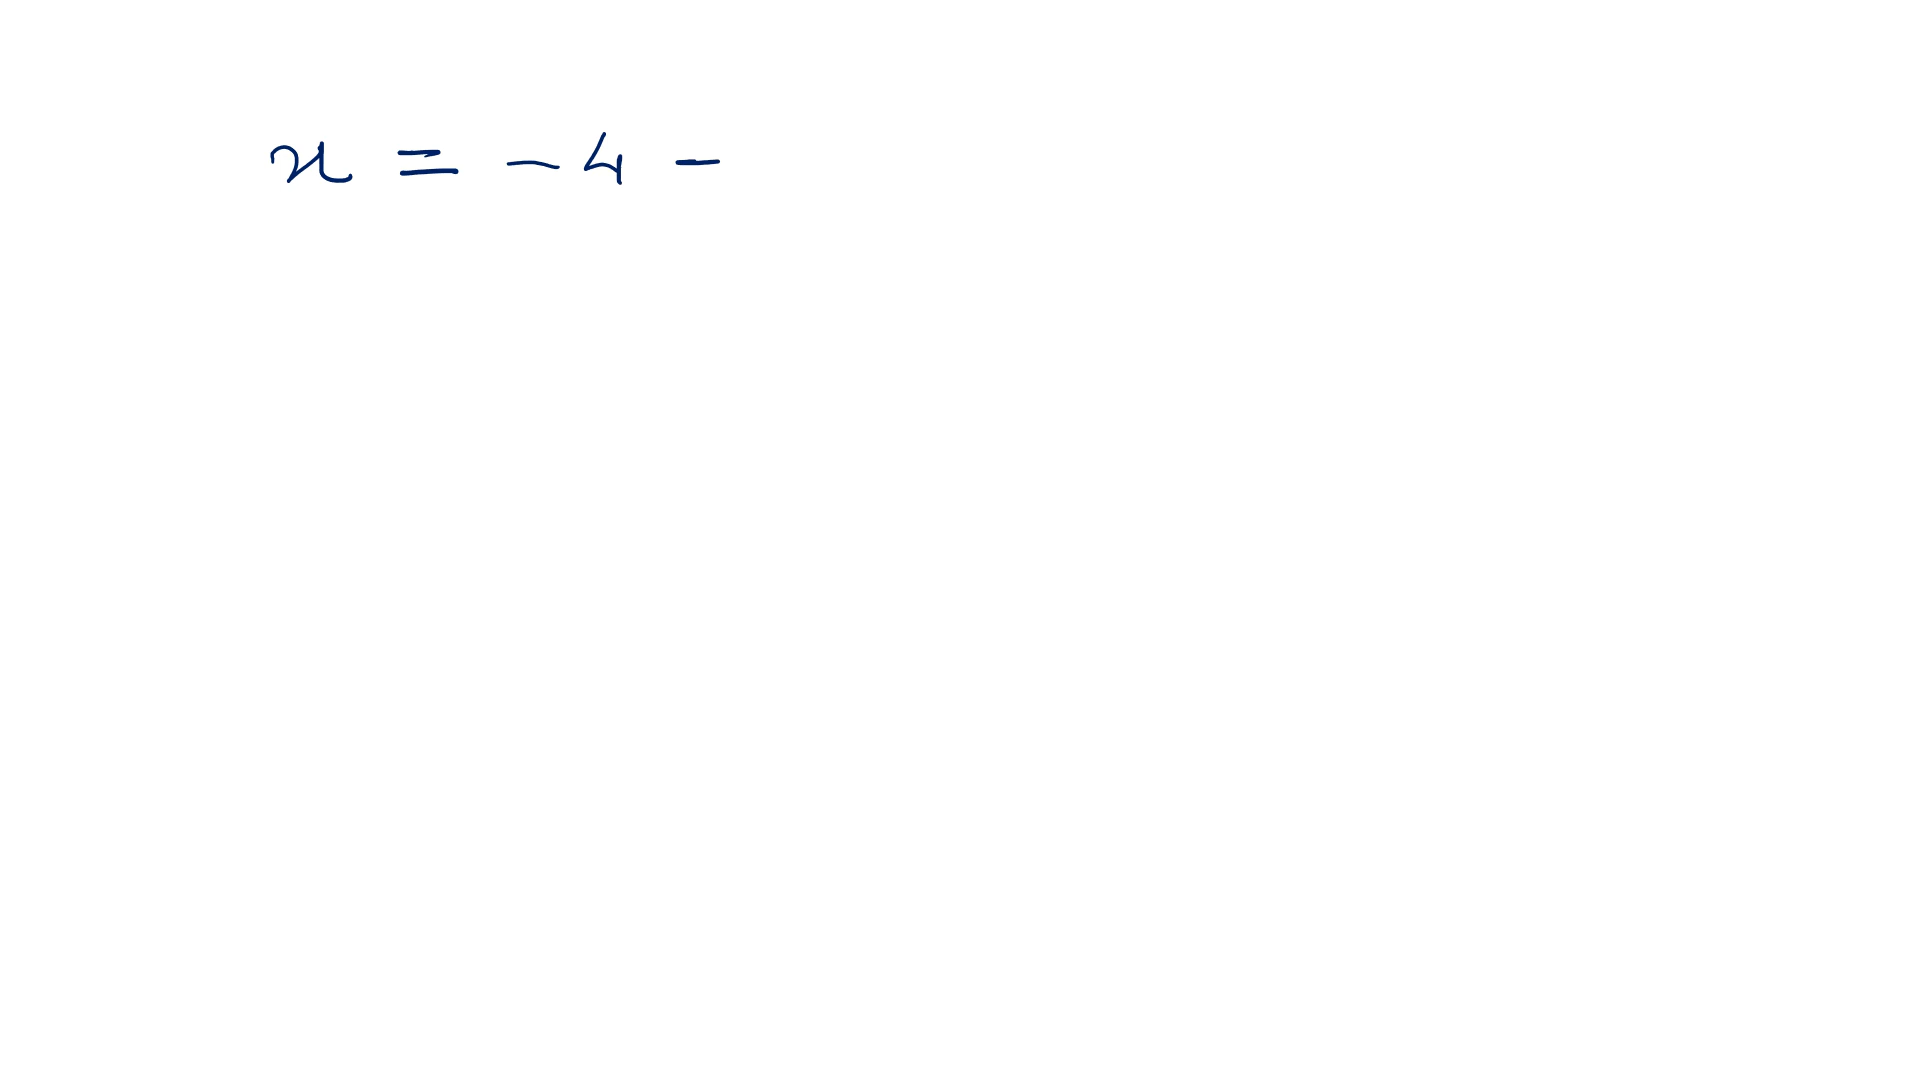 x = - 4 -